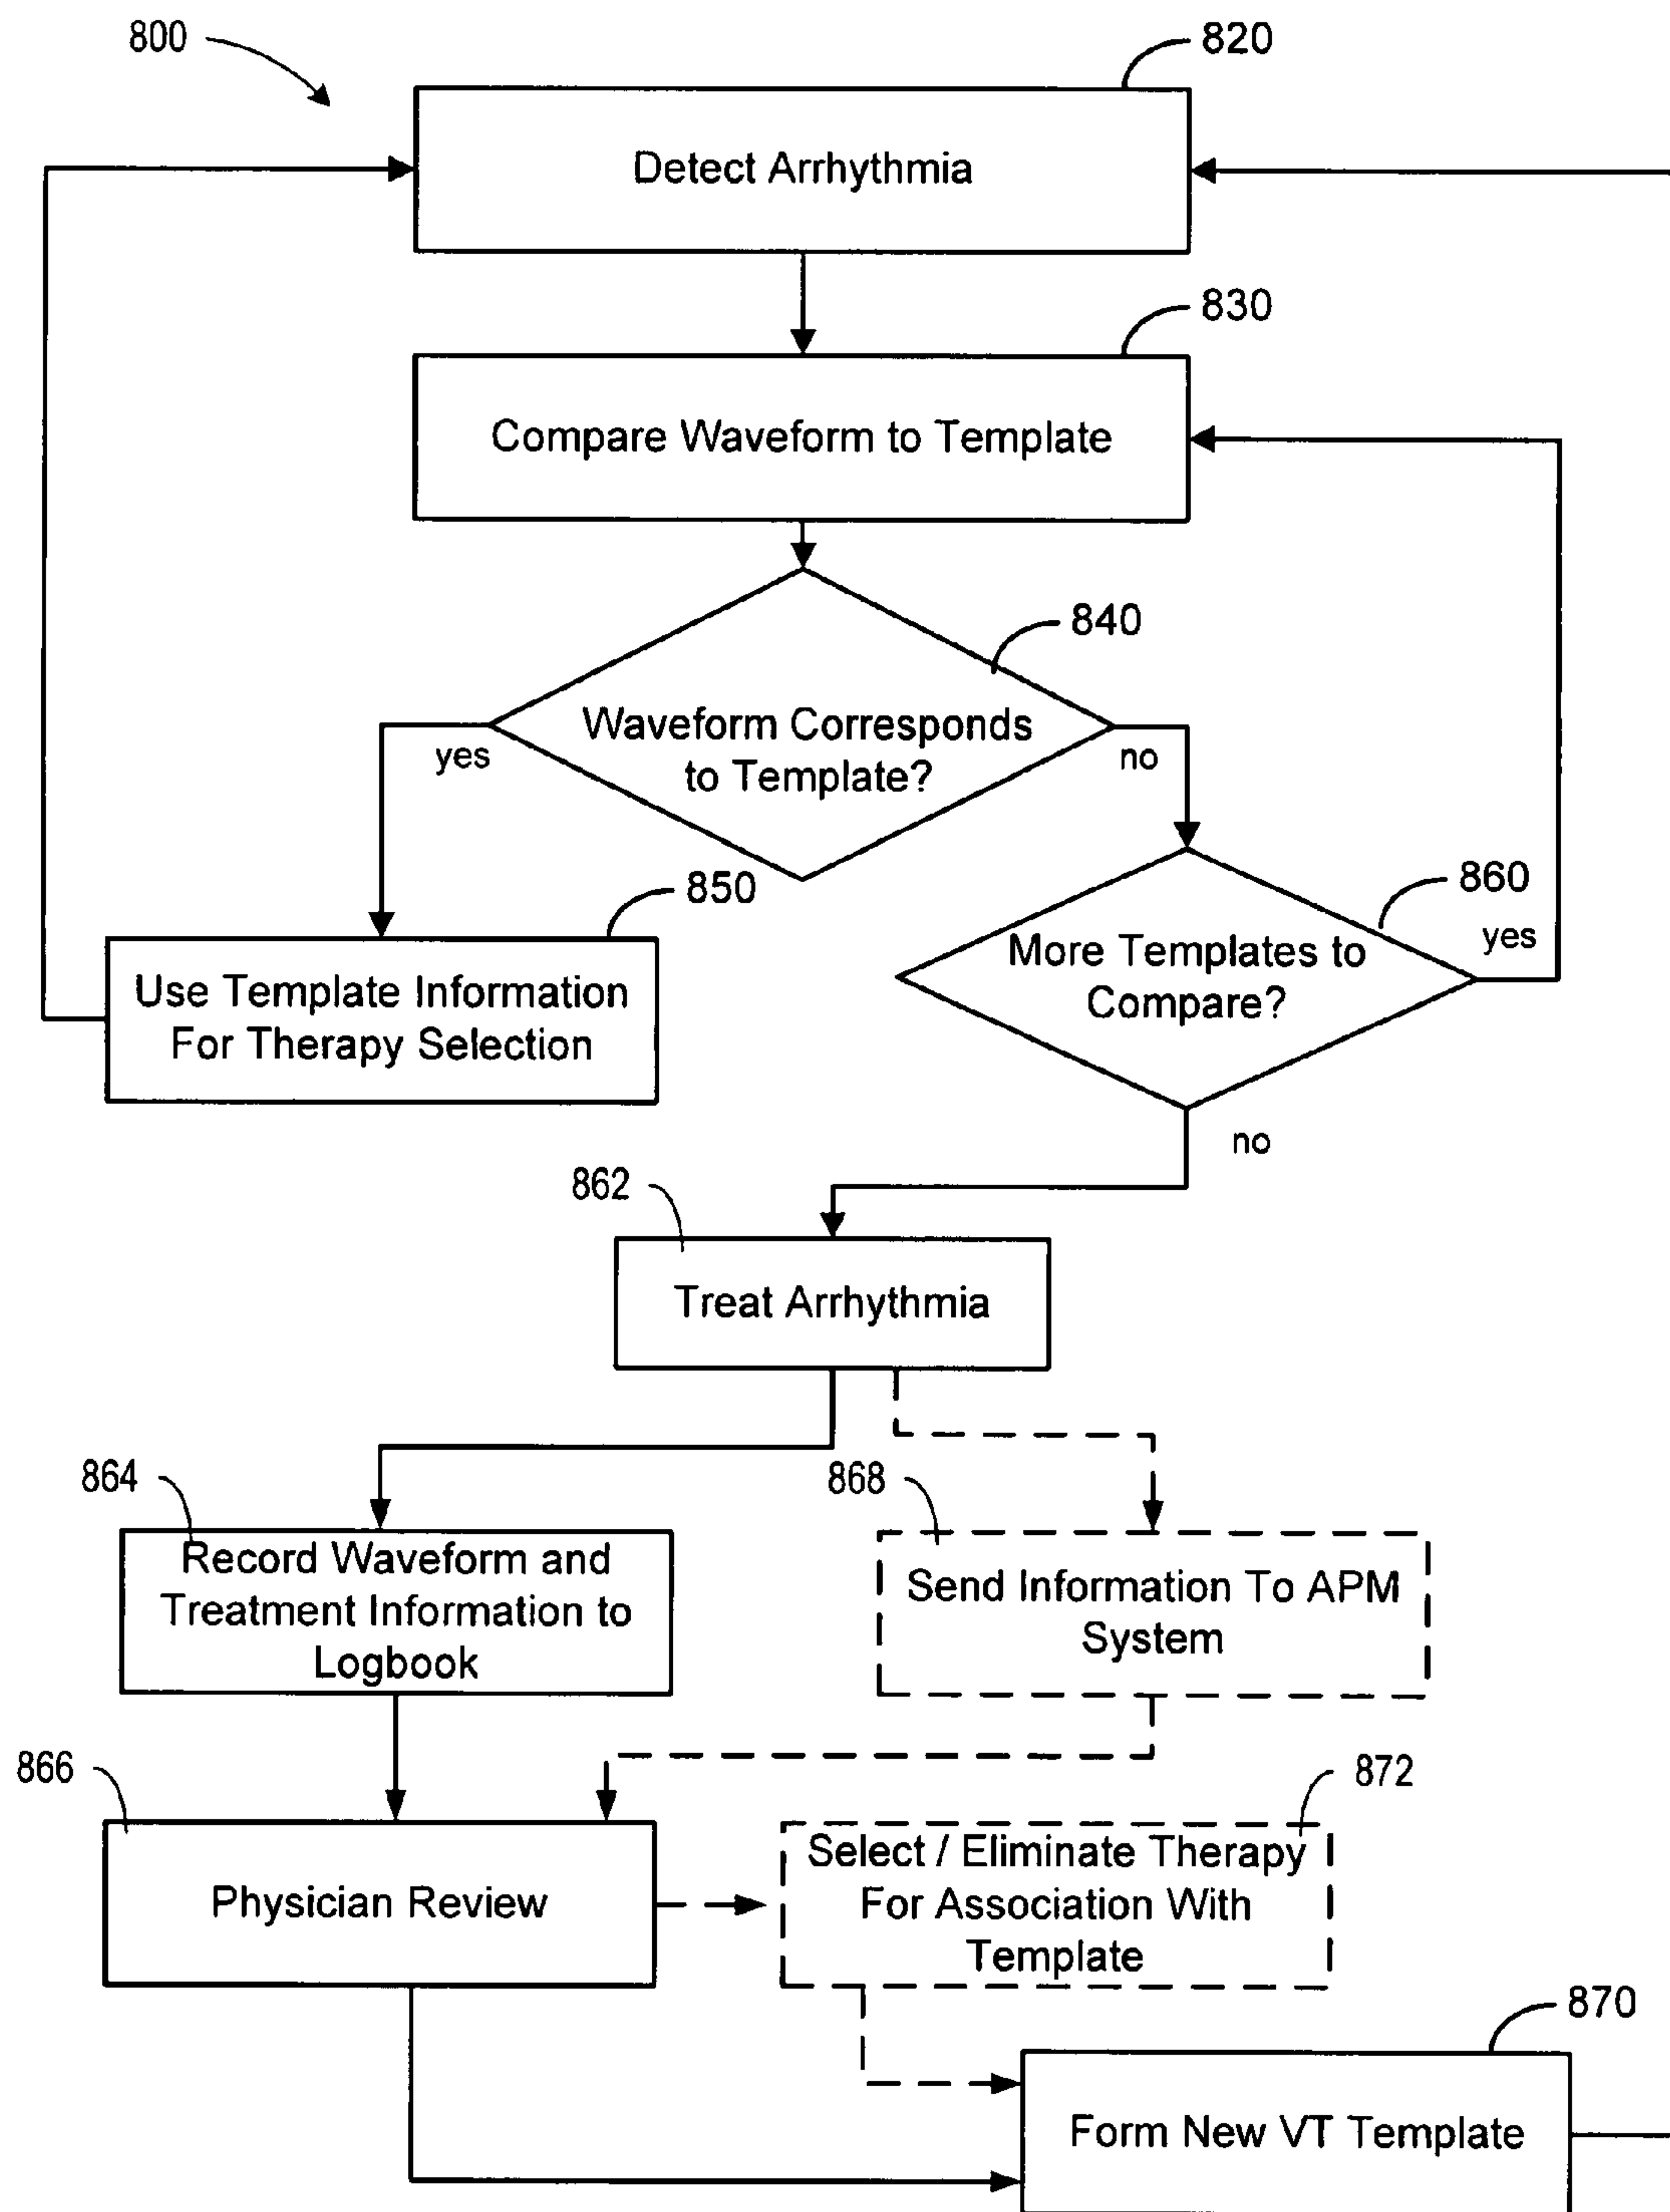 800
820
Detect Arrhythmia
830
Compare Waveform to Template
840
Waveform Corresponds
to Template?
yes
no
850
Use Template Information
For Therapy Selection
860
More Templates to
Compare?
yes
no
862
Treat Arrhythmia
864
Record Waveform and
Treatment Information to
Logbook
868
Send Information To APM
System
866
Physician Review
872
Select / Eliminate Therapy
For Association With
Template
870
Form New VT Template